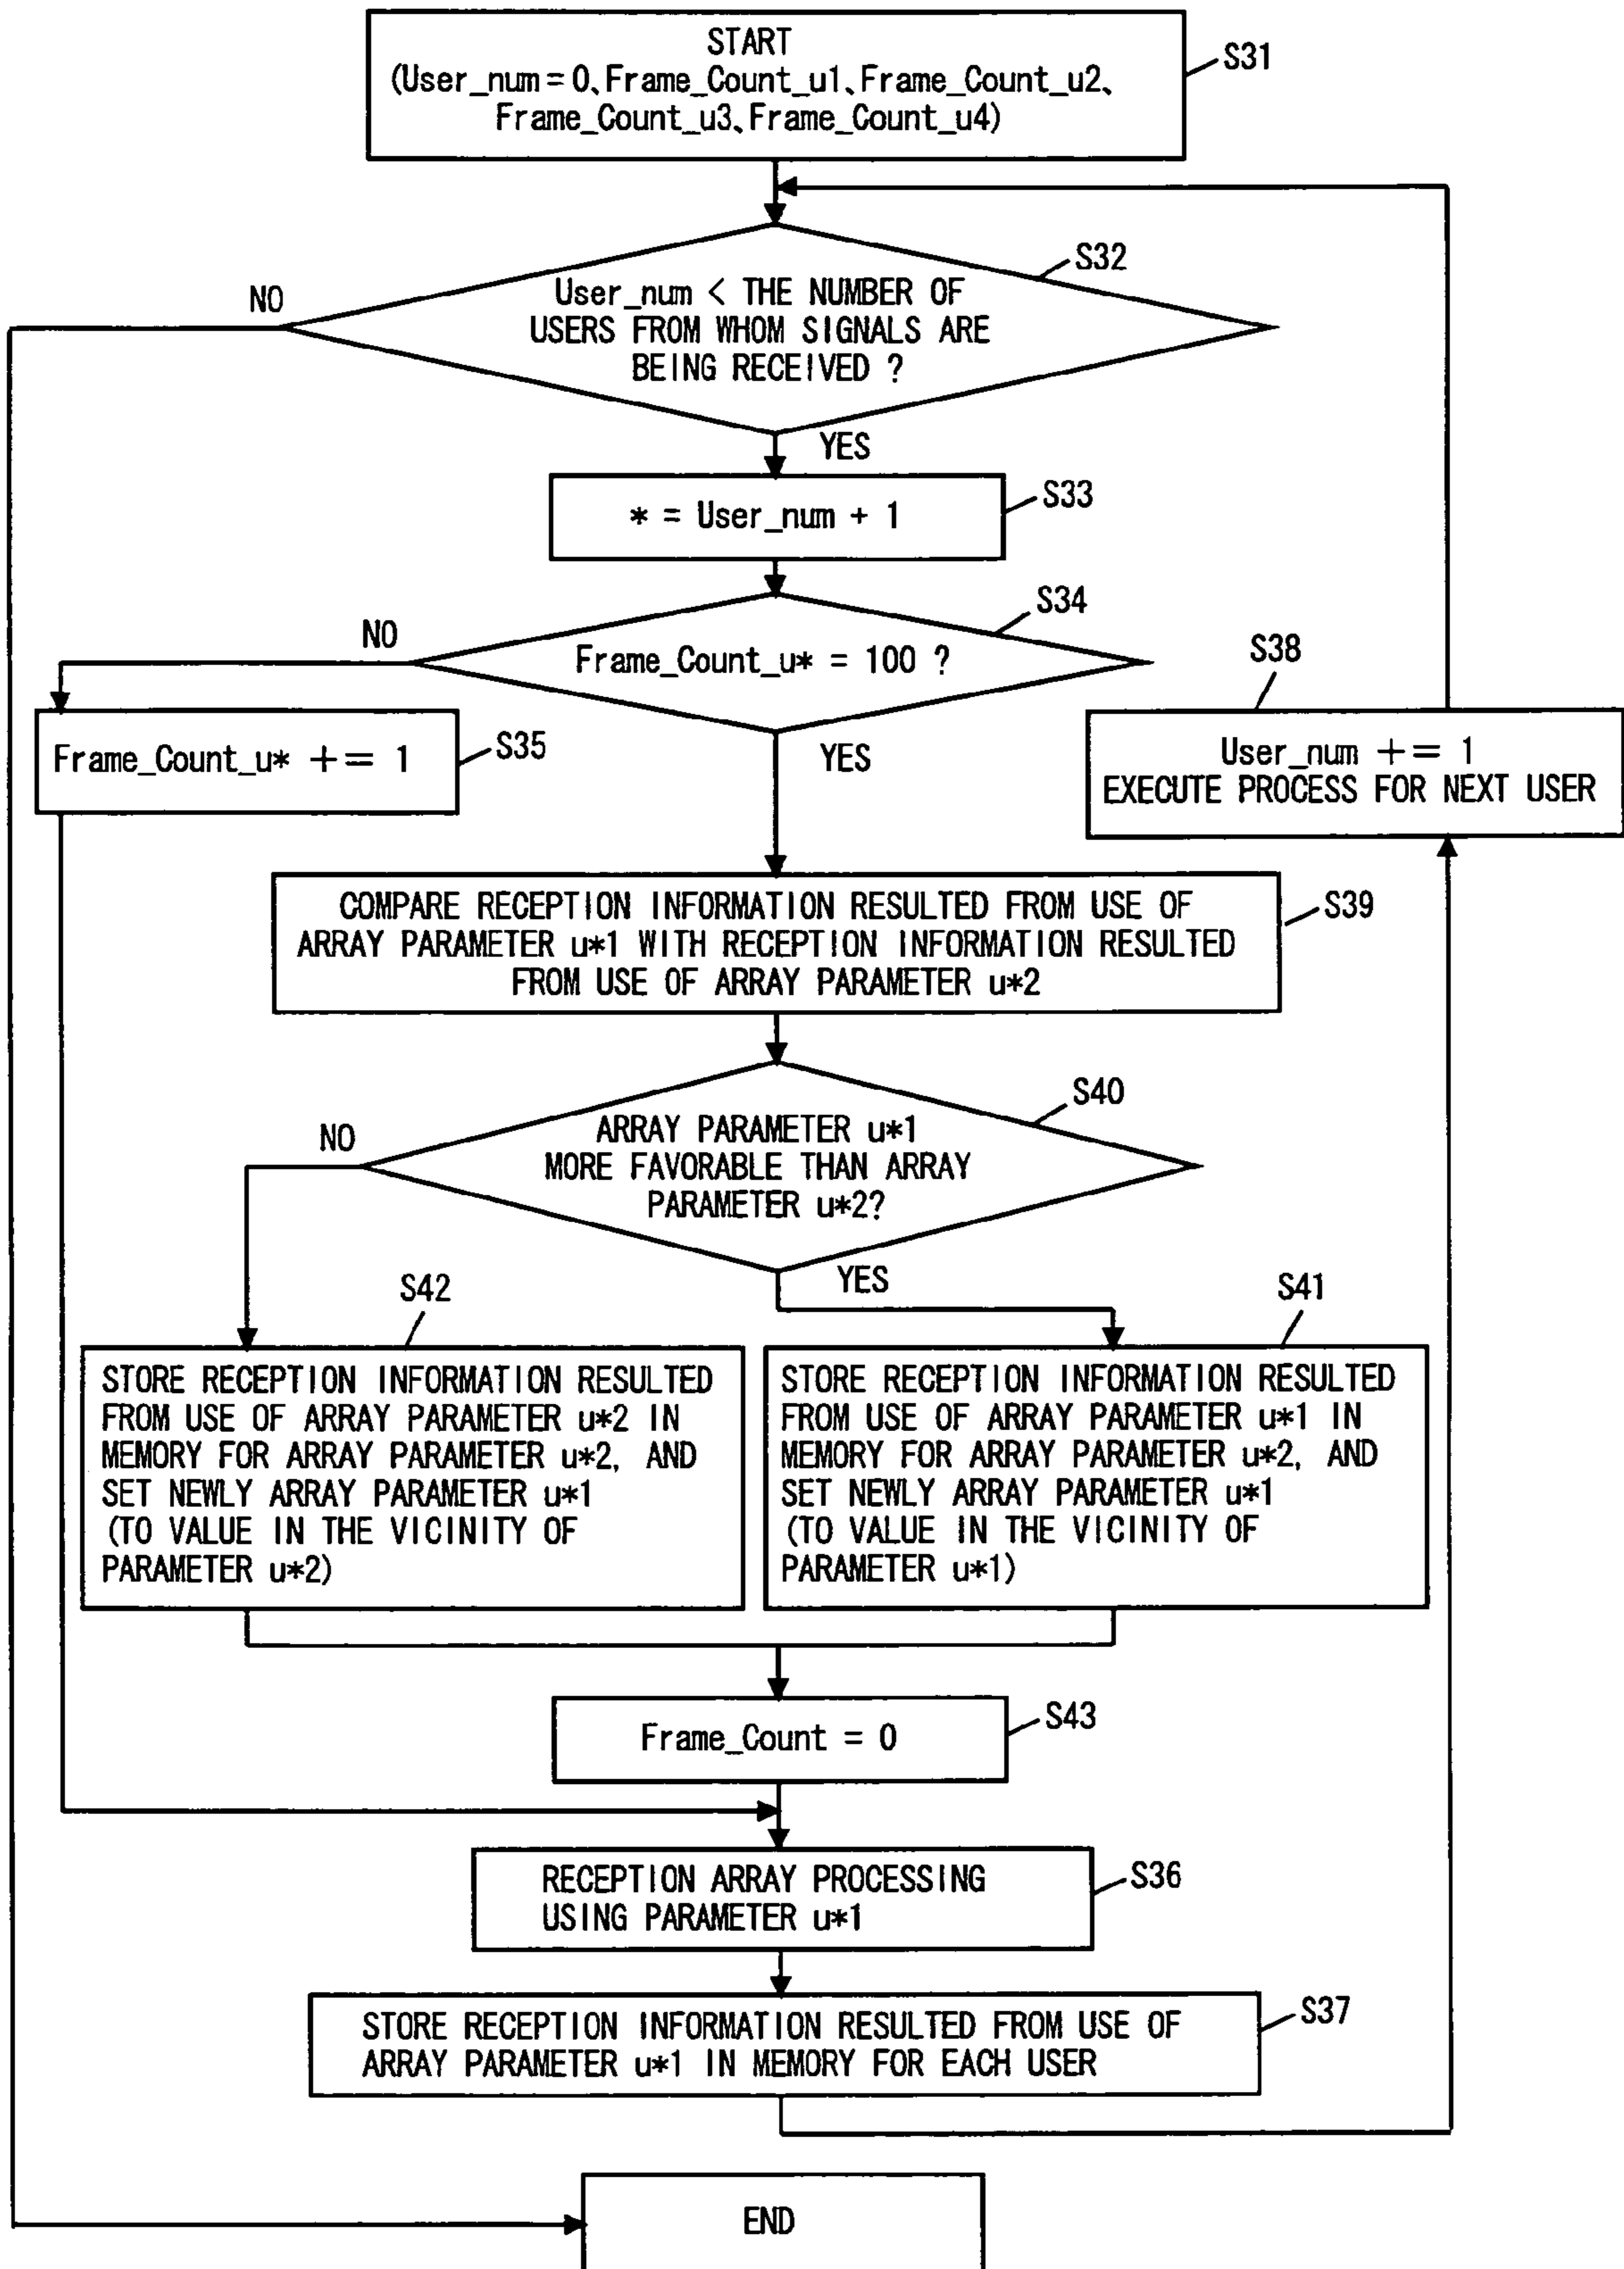 START
(User_num = 0、Frame_Count_u1、Frame_Count_u2、
Frame_Count_u3、Frame_Count_u4)
S31
S32
NO
User_num < THE NUMBER OF
USERS FROM WHOM SIGNALS ARE
BEING RECEIVED ?
YES
S33
* = User_num + 1
S34
NO
Frame_Count_u* = 100 ?
YES
S35
Frame_Count_u* += 1
S38
User_num += 1
EXECUTE PROCESS FOR NEXT USER
S39
COMPARE RECEPTION INFORMATION RESULTED FROM USE OF
ARRAY PARAMETER u*1 WITH RECEPTION INFORMATION RESULTED
FROM USE OF ARRAY PARAMETER u*2
S40
NO
ARRAY PARAMETER u*1
MORE FAVORABLE THAN ARRAY
PARAMETER u*2?
YES
S42
STORE RECEPTION INFORMATION RESULTED
FROM USE OF ARRAY PARAMETER u*2 IN
MEMORY FOR ARRAY PARAMETER u*2, AND
SET NEWLY ARRAY PARAMETER u*1
(TO VALUE IN THE VICINITY OF
PARAMETER u*2)
S41
STORE RECEPTION INFORMATION RESULTED
FROM USE OF ARRAY PARAMETER u*1 IN
MEMORY FOR ARRAY PARAMETER u*2, AND
SET NEWLY ARRAY PARAMETER u*1
(TO VALUE IN THE VICINITY OF
PARAMETER u*1)
S43
Frame_Count = 0
S36
RECEPTION ARRAY PROCESSING
USING PARAMETER u*1
S37
STORE RECEPTION INFORMATION RESULTED FROM USE OF
ARRAY PARAMETER u*1 IN MEMORY FOR EACH USER
END